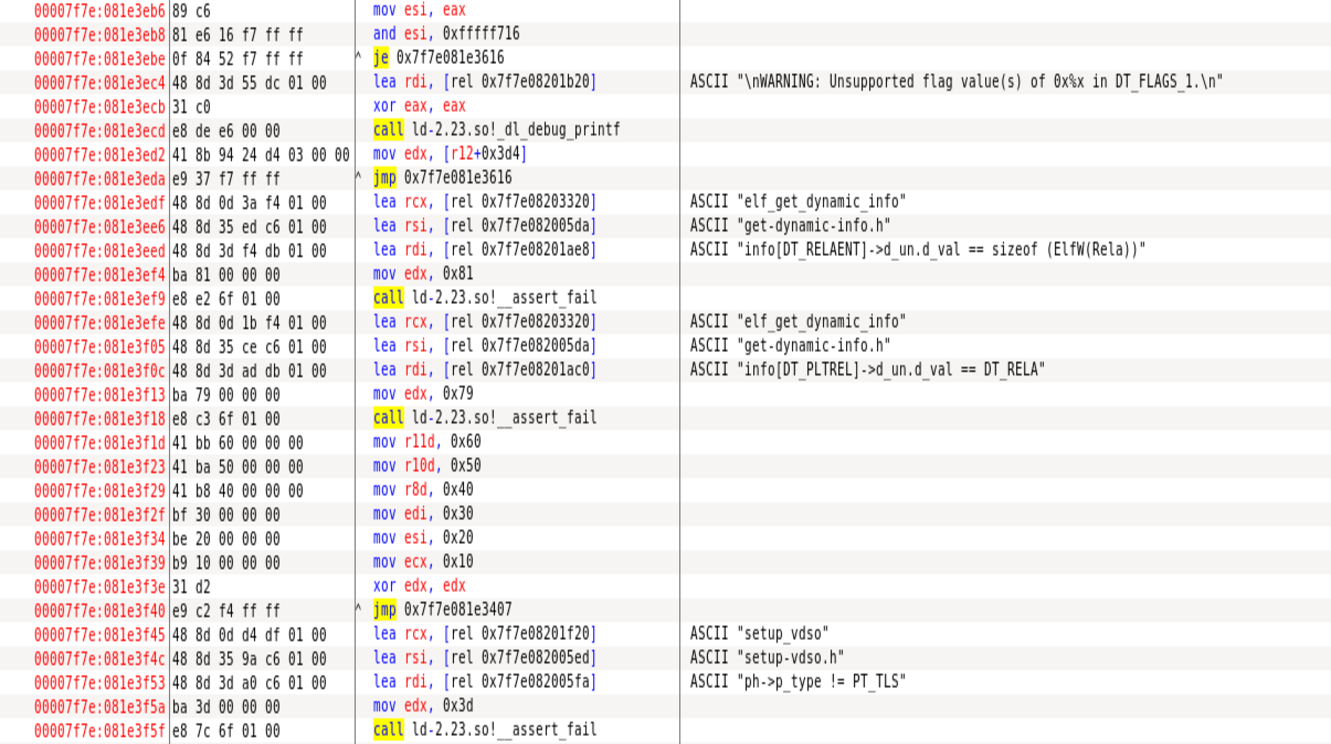 00007f7e:081e3eb6 89 c6 mov esi, eax
00007f7e:081e3eb8 81 e6 16 f7 ff ff and esi, 0xfffff716
00007f7e:081e3ebe 0f 84 52 f7 ff ff ^ je 0x7f7e081e3616
00007f7e:081e3ec4 48 8d 3d 55 dc 01 00 lea rdi, [rel 0x7f7e08201b20] ASCII "\nWARNING: Unsupported flag value(s) of 0x%x in DT_FLAGS_1.\n"
00007f7e:081e3ecb 31 c0 xor eax, eax
00007f7e:081e3ecd e8 de e6 00 00 call ld-2.23.so!_dl_debug_printf
00007f7e:081e3ed2 41 8b 94 24 d4 03 00 00 mov edx, [r12+0x3d4]
00007f7e:081e3eda e9 37 f7 ff ff ^ jmp 0x7f7e081e3616
00007f7e:081e3edf 48 8d 0d 3a f4 01 00 lea rcx, [rel 0x7f7e08203320] ASCII "elf_get_dynamic_info"
00007f7e:081e3ee6 48 8d 35 ed c6 01 00 lea rsi, [rel 0x7f7e082005da] ASCII "get-dynamic-info.h"
00007f7e:081e3eed 48 8d 3d f4 db 01 00 lea rdi, [rel 0x7f7e08201ae8] ASCII "info[DT_RELAENT]->d_un.d_val == sizeof (ElfW(Rela))"
00007f7e:081e3ef4 ba 81 00 00 00 mov edx, 0x81
00007f7e:081e3ef9 e8 e2 6f 01 00 call ld-2.23.so!__assert_fail
00007f7e:081e3efe 48 8d 0d 1b f4 01 00 lea rcx, [rel 0x7f7e08203320] ASCII "elf_get_dynamic_info"
00007f7e:081e3f05 48 8d 35 ce c6 01 00 lea rsi, [rel 0x7f7e082005da] ASCII "get-dynamic-info.h"
00007f7e:081e3f0c 48 8d 3d ad db 01 00 lea rdi, [rel 0x7f7e08201ac0] ASCII "info[DT_PLTREL]->d_un.d_val == DT_RELA"
00007f7e:081e3f13 ba 79 00 00 00 mov edx, 0x79
00007f7e:081e3f18 e8 c3 6f 01 00 call ld-2.23.so!__assert_fail
00007f7e:081e3f1d 41 bb 60 00 00 00 mov r11d, 0x60
00007f7e:081e3f23 41 ba 50 00 00 00 mov r10d, 0x50
00007f7e:081e3f29 41 b8 40 00 00 00 mov r8d, 0x40
00007f7e:081e3f2f bf 30 00 00 00 mov edi, 0x30
00007f7e:081e3f34 be 20 00 00 00 mov esi, 0x20
00007f7e:081e3f39 b9 10 00 00 00 mov ecx, 0x10
00007f7e:081e3f3e 31 d2 xor edx, edx
00007f7e:081e3f40 e9 c2 f4 ff ff ^ jmp 0x7f7e081e3407
00007f7e:081e3f45 48 8d 0d d4 df 01 00 lea rcx, [rel 0x7f7e08201f20] ASCII "setup_vdso"
00007f7e:081e3f4c 48 8d 35 9a c6 01 00 lea rsi, [rel 0x7f7e082005ed] ASCII "setup-vdso.h"
00007f7e:081e3f53 48 8d 3d a0 c6 01 00 lea rdi, [rel 0x7f7e082005fa] ASCII "ph->p_type != PT_TLS"
00007f7e:081e3f5a ba 3d 00 00 00 mov edx, 0x3d
00007f7e:081e3f5f e8 7c 6f 01 00 call ld-2.23.so!__assert_fail